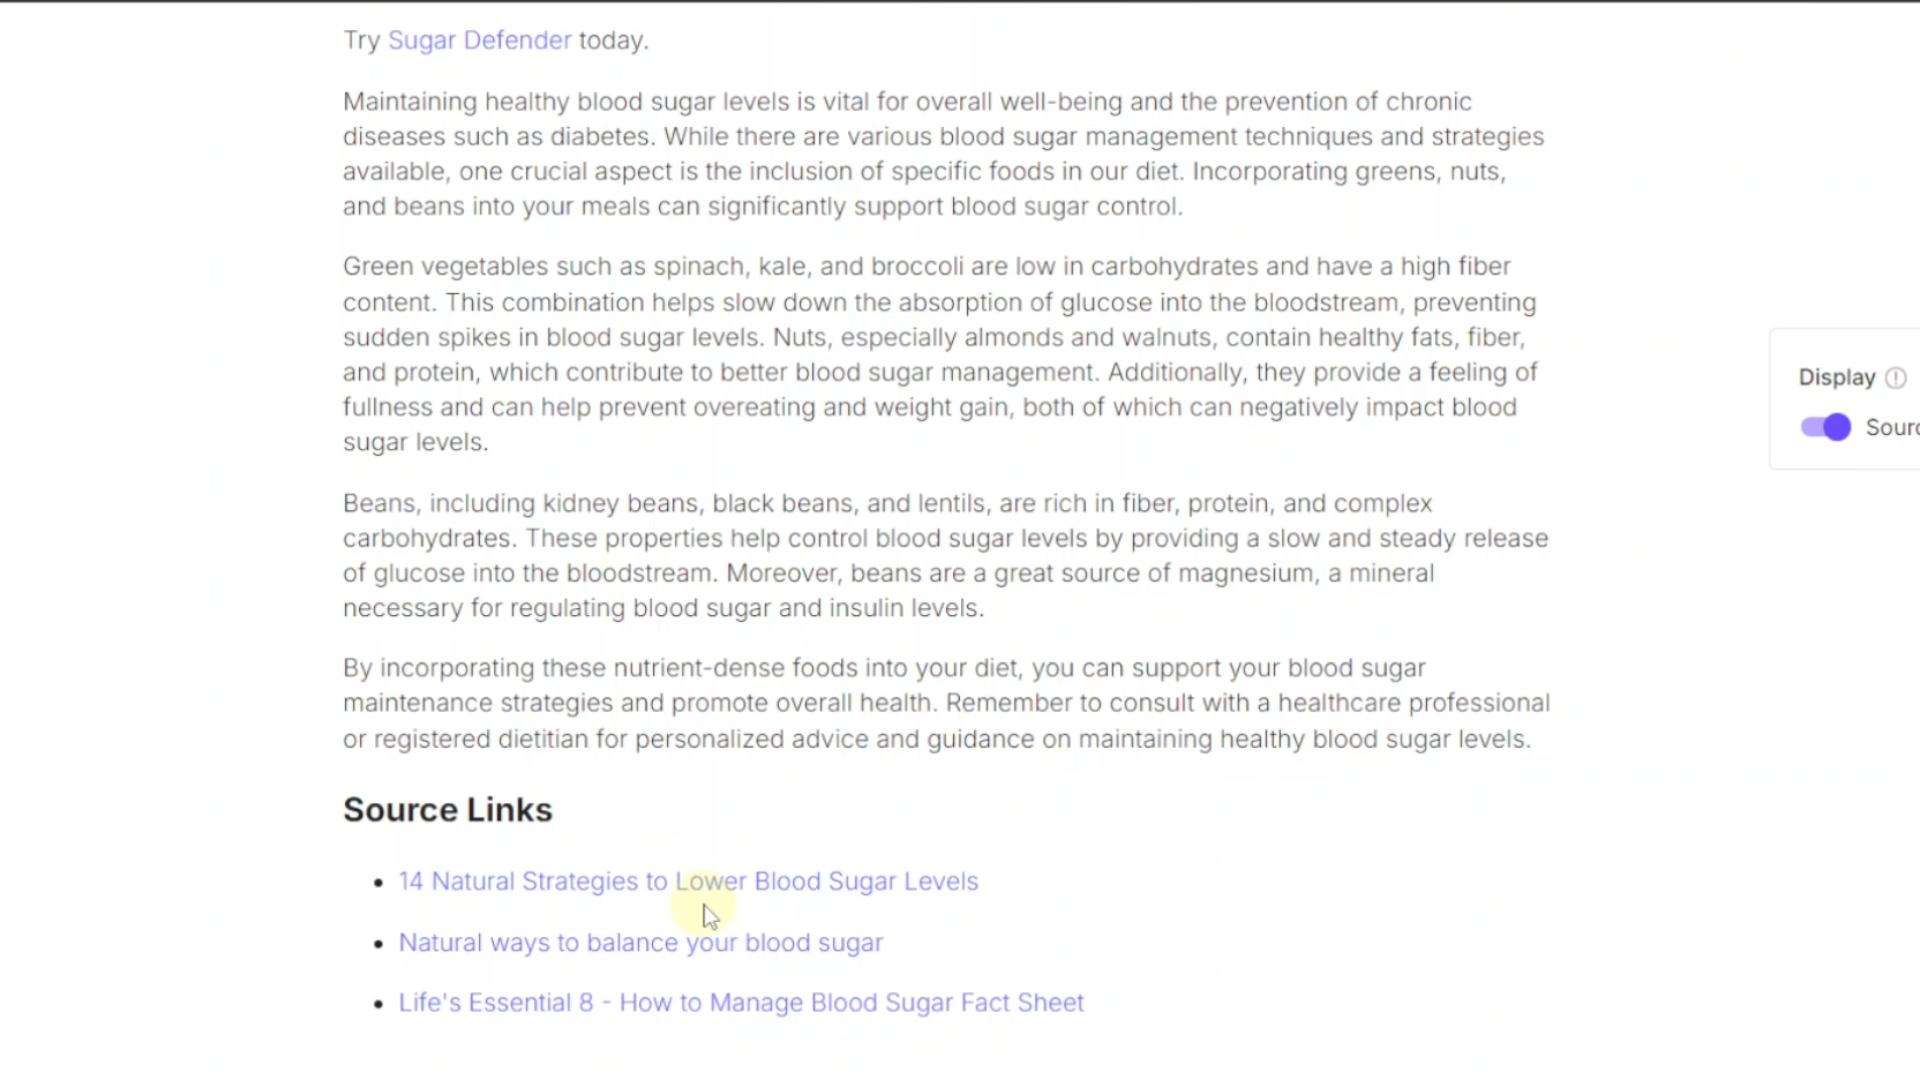 Try Sugar Defender today.
Maintaining healthy blood sugar levels is vital for overall well-being and the prevention of chronic
diseases such as diabetes. While there are various blood sugar management techniques and strategies
available, one crucial aspect is the inclusion of specific foods in our diet. Incorporating greens, nuts,
and beans into your meals can significantly support blood sugar control.
Green vegetables such as spinach, kale, and broccoli are low in carbohydrates and have a high fiber
content. This combination helps slow down the absorption of glucose into the bloodstream, preventing
sudden spikes in blood sugar levels. Nuts, especially almonds and walnuts, contain healthy fats, fiber,
and protein, which contribute to better blood sugar management. Additionally, they provide a feeling of
fullness and can help prevent overeating and weight gain, both of which can negatively impact blood
sugar levels.
Display
Sourc
Beans, including kidney beans, black beans, and lentils, are rich in fiber, protein, and complex
carbohydrates. These properties help control blood sugar levels by providing a slow and steady release
of glucose into the bloodstream. Moreover, beans are a great source of magnesium, a mineral
necessary for regulating blood sugar and insulin levels.
By incorporating these nutrient-dense foods into your diet, you can support your blood sugar
maintenance strategies and promote overall health. Remember to consult with a healthcare professional
or registered dietitian for personalized advice and guidance on maintaining healthy blood sugar levels.
Source Links
• 14 Natural Strategies to Lower Blood Sugar Levels
• Natural ways to balance your blood sugar
• Life's Essential 8 - How to Manage Blood Sugar Fact Sheet